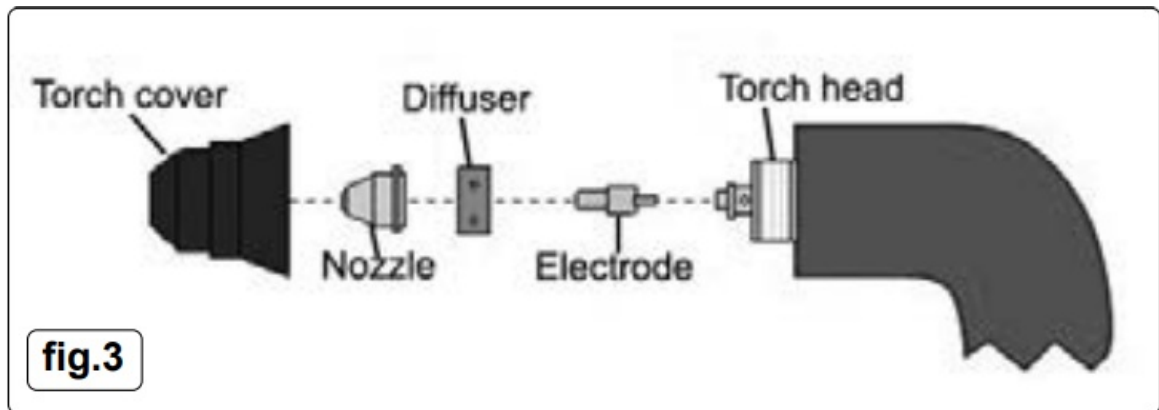 Torch cover
Diffuser
Torch head
Nozzle
Electrode
fig.3